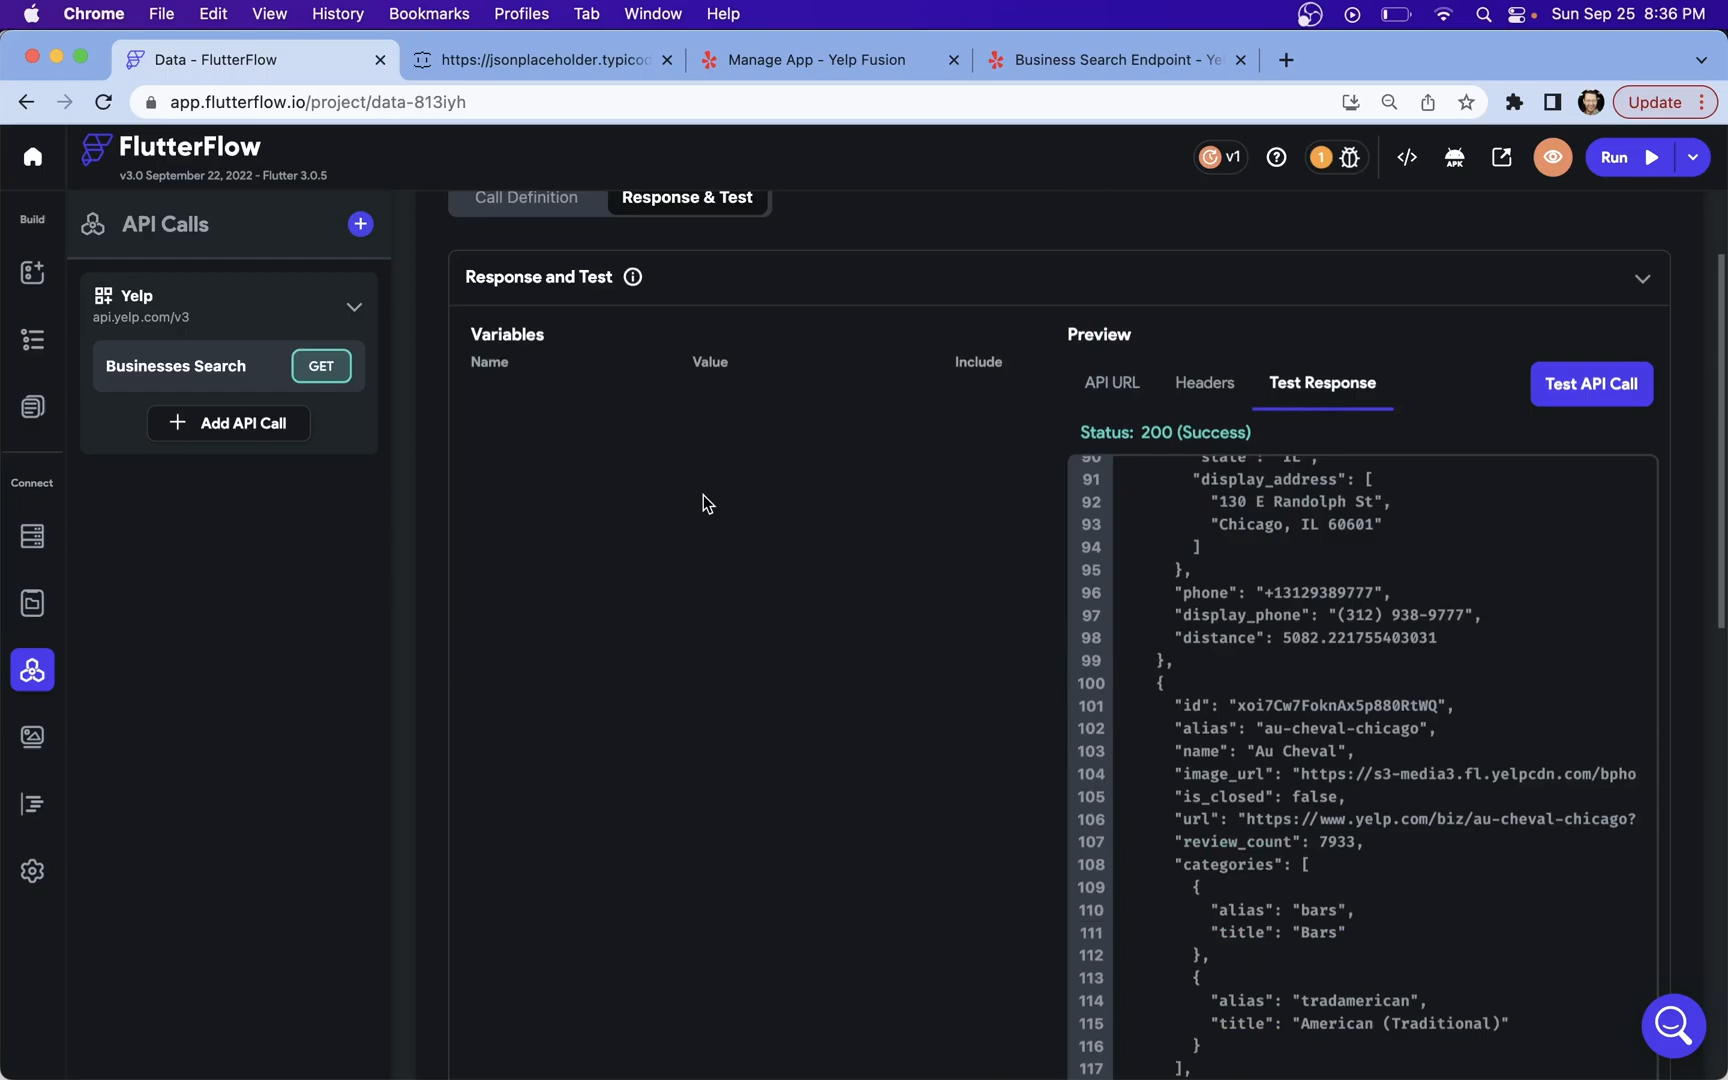 Chrome File Edit View History Bookmarks Profiles Tab Window Help Sun Sep 25 8:36 PM
Data - FlutterFlow
https://jsonplaceholder.typicod
Manage App - Yelp Fusion
Business Search Endpoint - Ye
app.flutterflow.io/project/data-813iyh
Update
FlutterFlow
v3.0 September 22, 2022 - Flutter 3.0.5
v1
1
APK
Run
Build
API Calls
Call Definition
Response & Test
Yelp
api.yelp.com/v3
Businesses Search
GET
Add API Call
Connect
Response and Test
Variables
Name Value Include
Preview
API URL Headers Test Response
Test API Call
Status: 200 (Success)
90 "state": "IL",
91 "display_address": [
92 "130 E Randolph St",
93 "Chicago, IL 60601"
94 ]
95 },
96 "phone": "+13129389777",
97 "display_phone": "(312) 938-9777",
98 "distance": 5082.221755403031
99 },
100 {
101 "id": "xoi7Cw7FoknAx5p880RtWQ",
102 "alias": "au-cheval-chicago",
103 "name": "Au Cheval",
104 "image_url": "https://s3-media3.fl.yelpcdn.com/bpho
105 "is_closed": false,
106 "url": "https://www.yelp.com/biz/au-cheval-chicago?
107 "review_count": 7933,
108 "categories": [
109 {
110 "alias": "bars",
111 "title": "Bars"
112 },
113 {
114 "alias": "tradamerican",
115 "title": "American (Traditional)"
116 }
117 ],